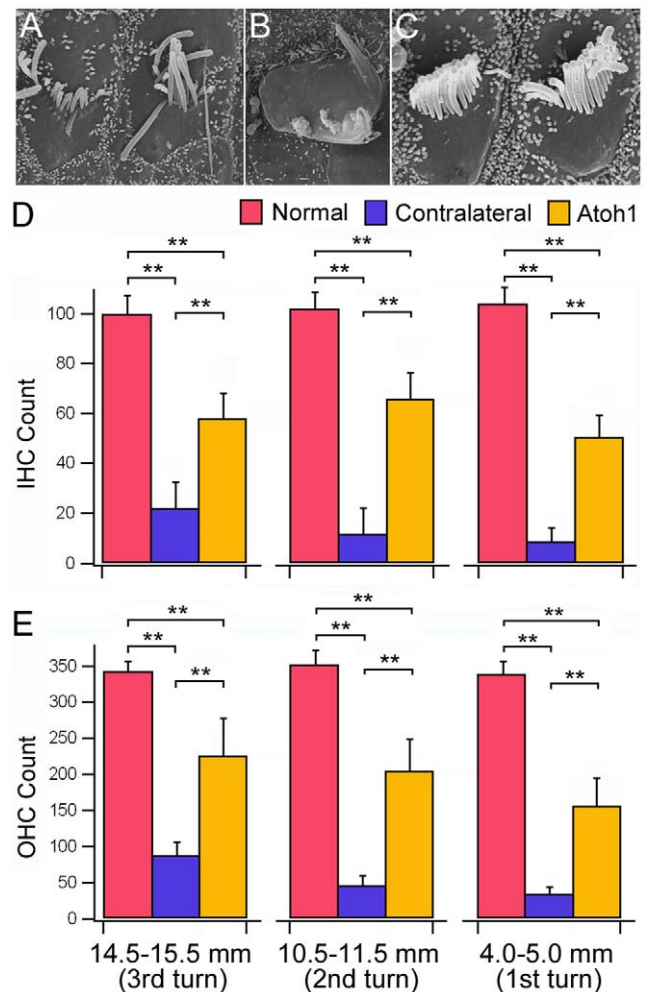 A B C
Normal Contralateral Atoh1
D
** ** **
** ** **
** ** **
100
80
60
40
20
0
IHC Count
E
** ** **
** ** **
** ** **
350
300
250
200
150
100
50
0
OHC Count
14.5-15.5 mm 10.5-11.5 mm 4.0-5.0 mm
(3rd turn) (2nd turn) (1st turn)